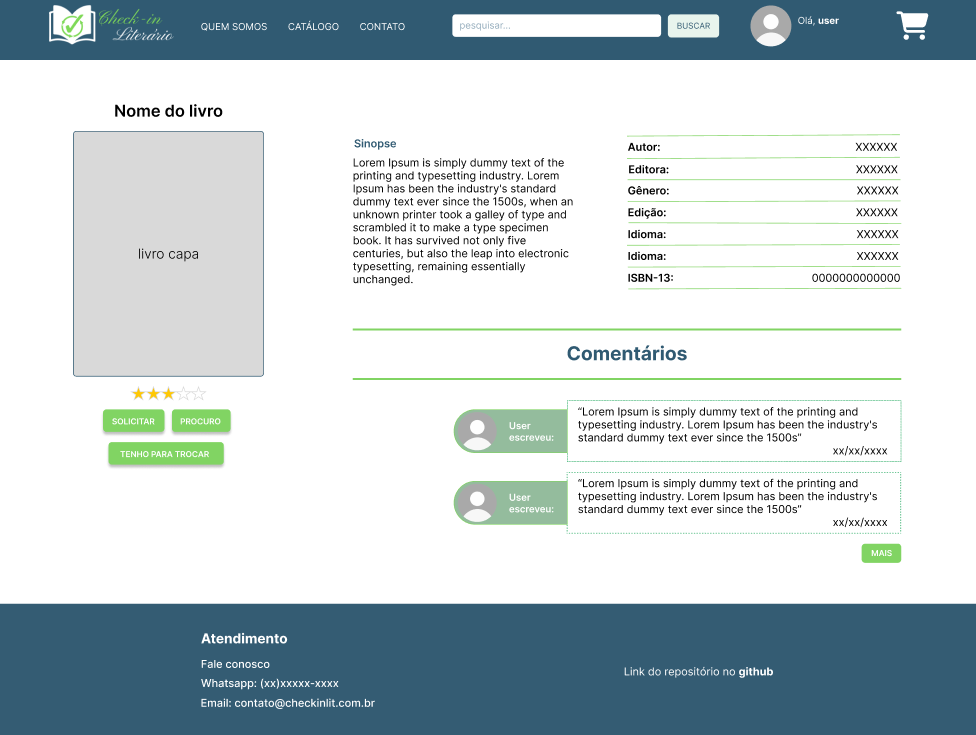 Check-in
Literário
QUEM SOMOS
CATÁLOGO
CONTATO
pesquisar...
BUSCAR
Olá, user
Nome do livro
livro capa
SOLICITAR
PROCURO
TENHO PARA TROCAR
Sinopse
Lorem Ipsum is simply dummy text of the
printing and typesetting industry. Lorem
Ipsum has been the industry's standard
dummy text ever since the 1500s, when an
unknown printer took a galley of type and
scrambled it to make a type specimen
book. It has survived not only five
centuries, but also the leap into electronic
typesetting, remaining essentially
unchanged.
Autor: XXXXXX
Editora: XXXXXX
Gênero: XXXXXX
Edição: XXXXXX
Idioma: XXXXXX
Idioma: XXXXXX
ISBN-13: 0000000000000
Comentários
User
escreveu:
“Lorem Ipsum is simply dummy text of the printing and
typesetting industry. Lorem Ipsum has been the industry's
standard dummy text ever since the 1500s”
xx/xx/xxxx
User
escreveu:
“Lorem Ipsum is simply dummy text of the printing and
typesetting industry. Lorem Ipsum has been the industry's
standard dummy text ever since the 1500s”
xx/xx/xxxx
MAIS
Atendimento
Fale conosco
Whatsapp: (xx)xxxxx-xxxx
Email: contato@checkinlit.com.br
Link do repositório no github